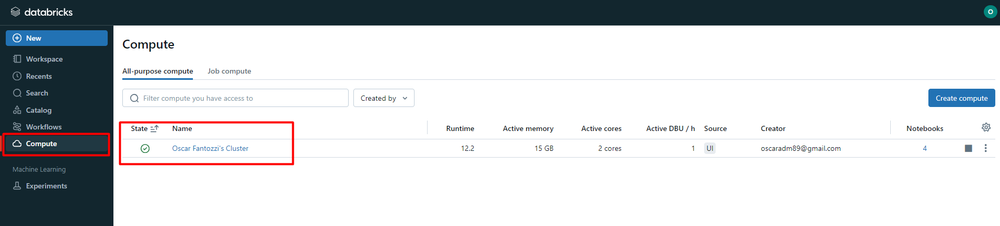 databricks
O
New
Workspace
Recents
Search
Catalog
Workflows
Compute
Machine Learning
Experiments
Compute
All-purpose compute Job compute
Filter compute you have access to Created by Create compute
State Name Runtime Active memory Active cores Active DBU / h Source Creator Notebooks
Oscar Fantozzi's Cluster 12.2 15 GB 2 cores 1 UI oscaradm89@gmail.com 4